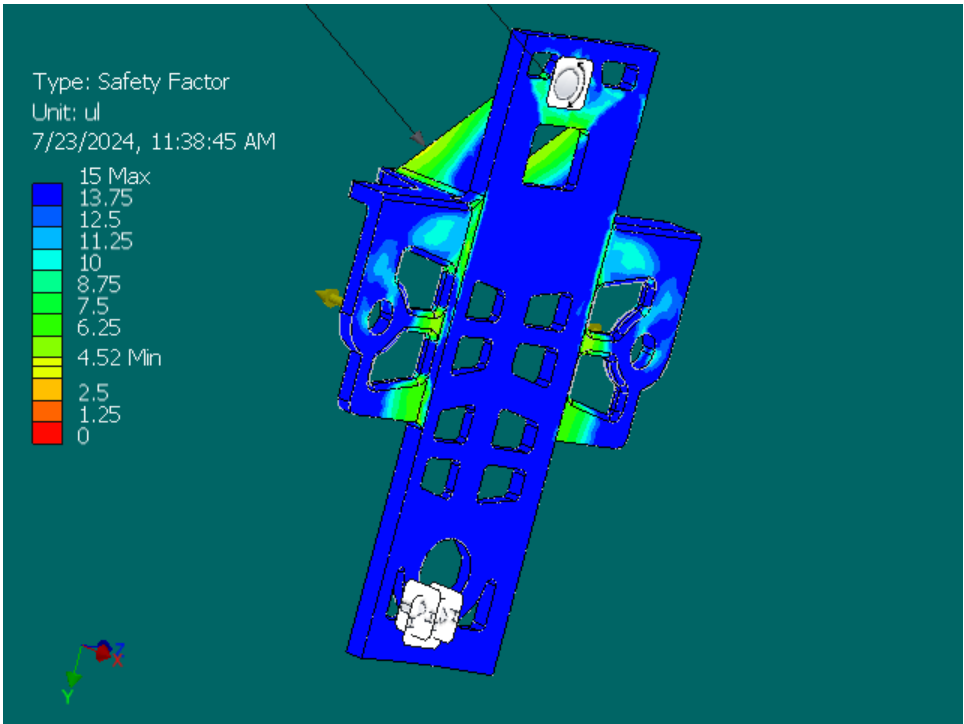 Type: Safety Factor
Unit: ul
7/23/2024, 11:38:45 AM
15 Max
13.75
12.5
11.25
10
8.75
7.5
6.25
4.52 Min
2.5
1.25
0
Z
X
Y